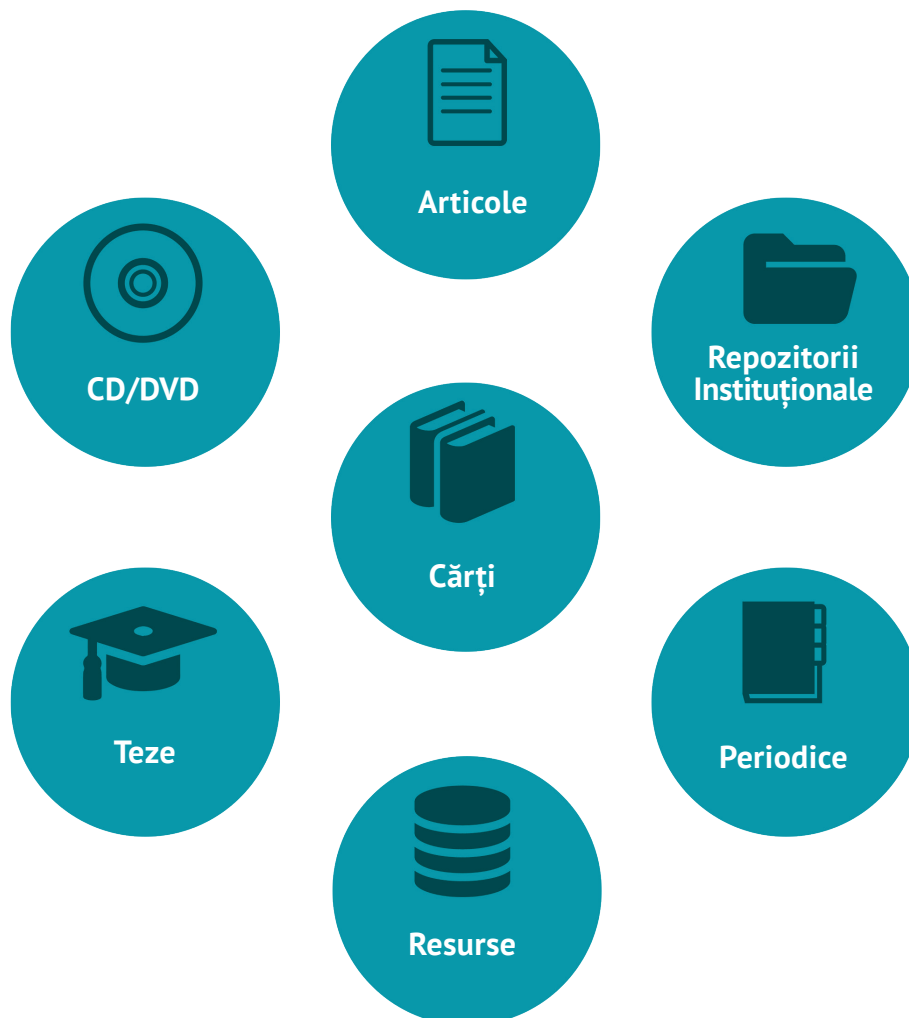 Articole
CD/DVD
Repozitorii
Instituționale
Cărți
Teze
Periodice
Resurse